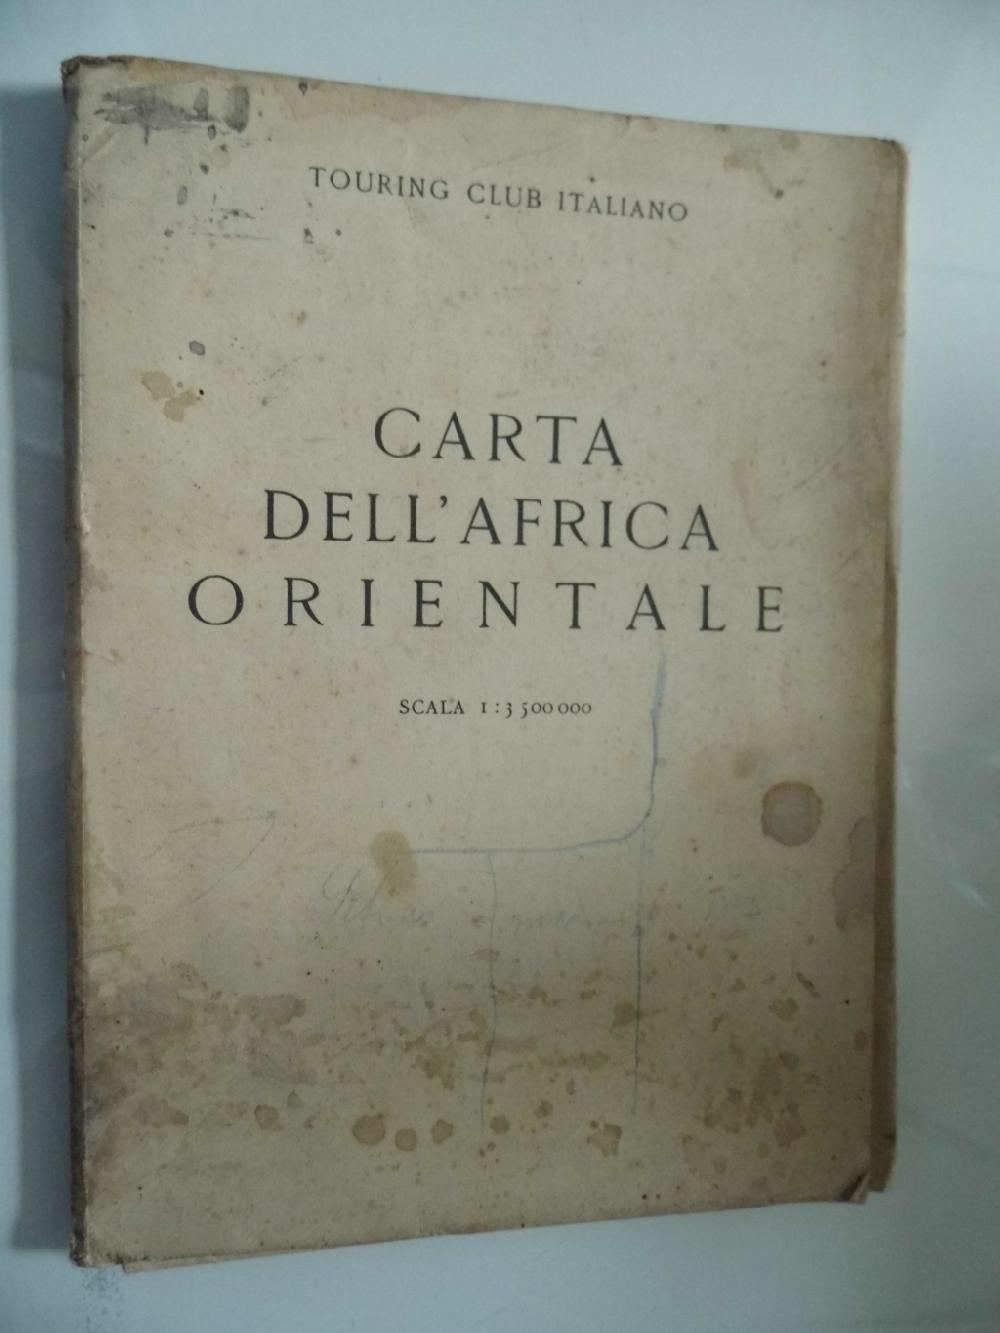 TOURING CLUB ITALIANO
CARTA
DELL'AFRICA
ORIENTALE
SCALA 1:3 500 000